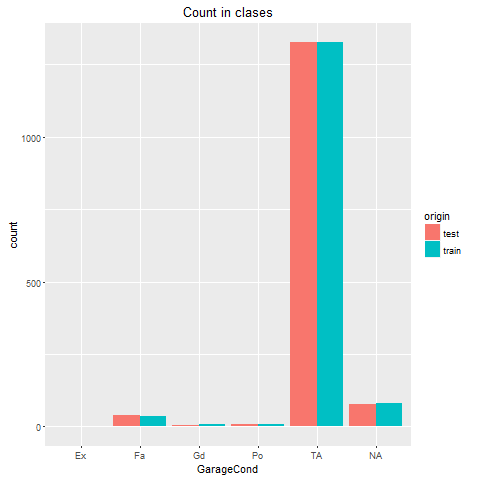 Count in clases
count
1000
500
0
Ex Fa Gd Po TA NA
GarageCond
origin
test
train